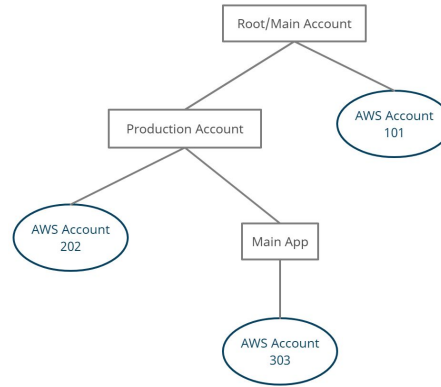 Root/Main Account
AWS Account
101
Production Account
AWS Account
202
Main App
AWS Account
303